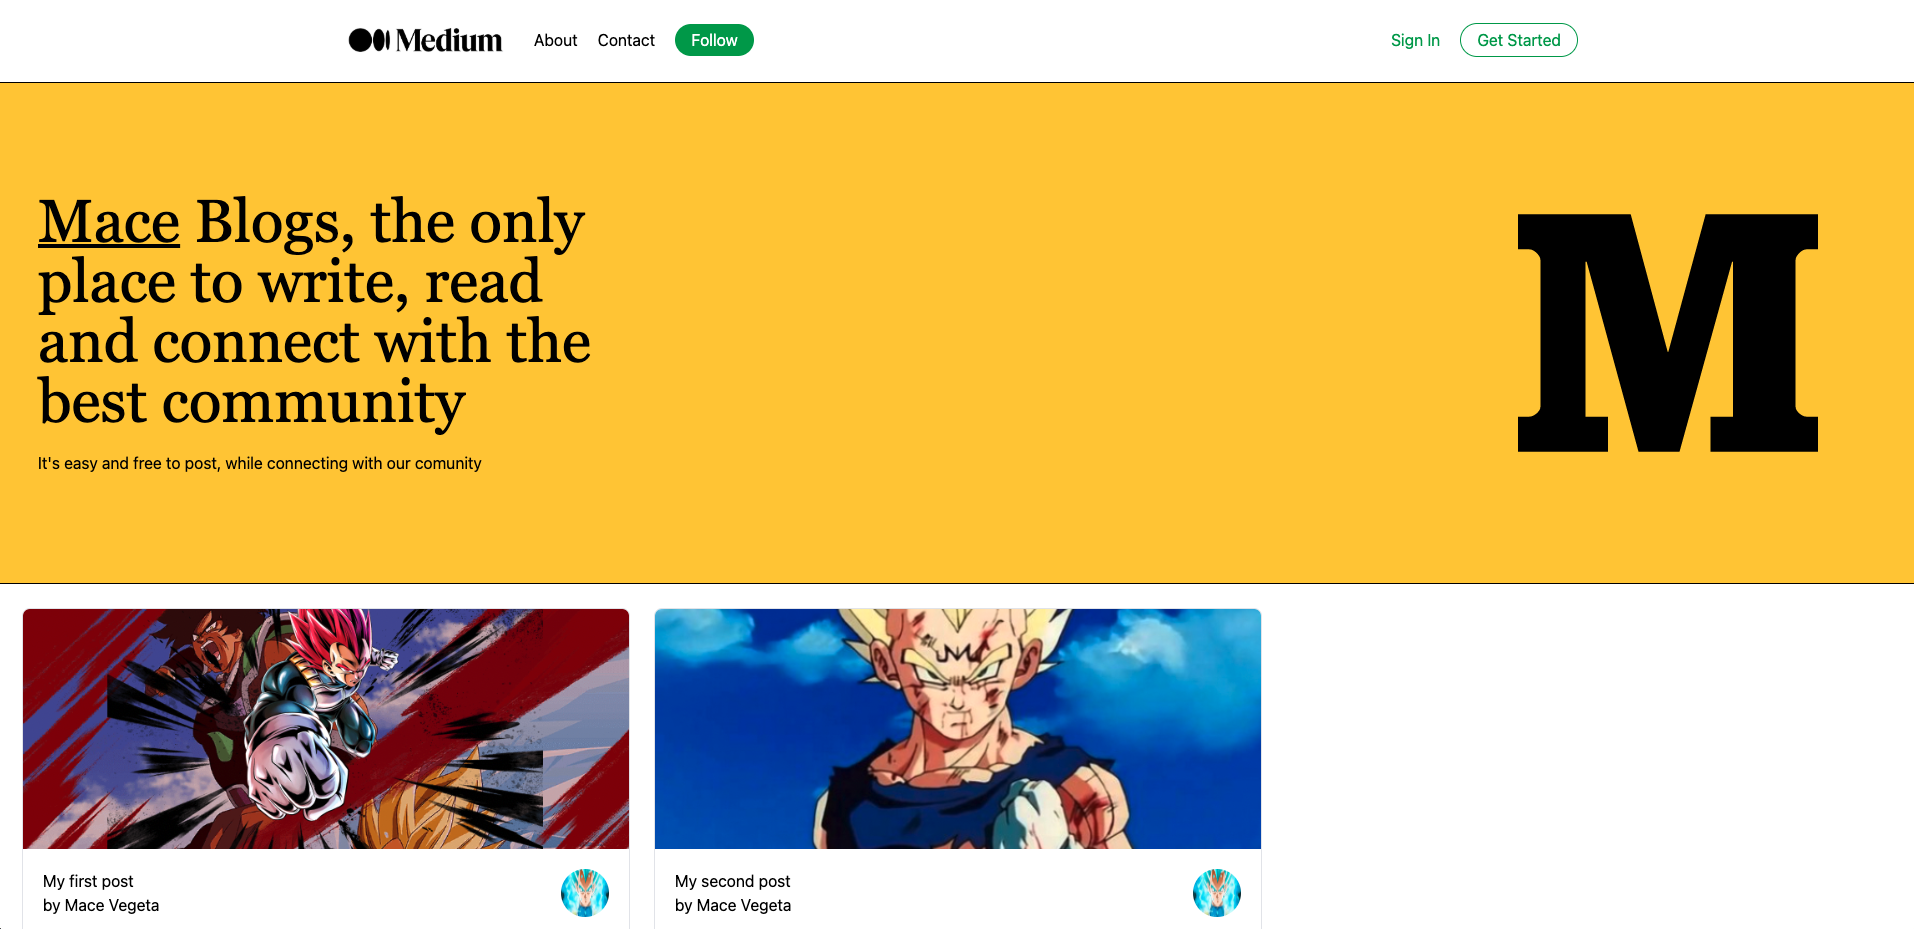 Medium About Contact Follow Sign In Get Started
Mace Blogs, the only
place to write, read
and connect with the
best community
It's easy and free to post, while connecting with our comunity
M
My first post
by Mace Vegeta
My second post
by Mace Vegeta